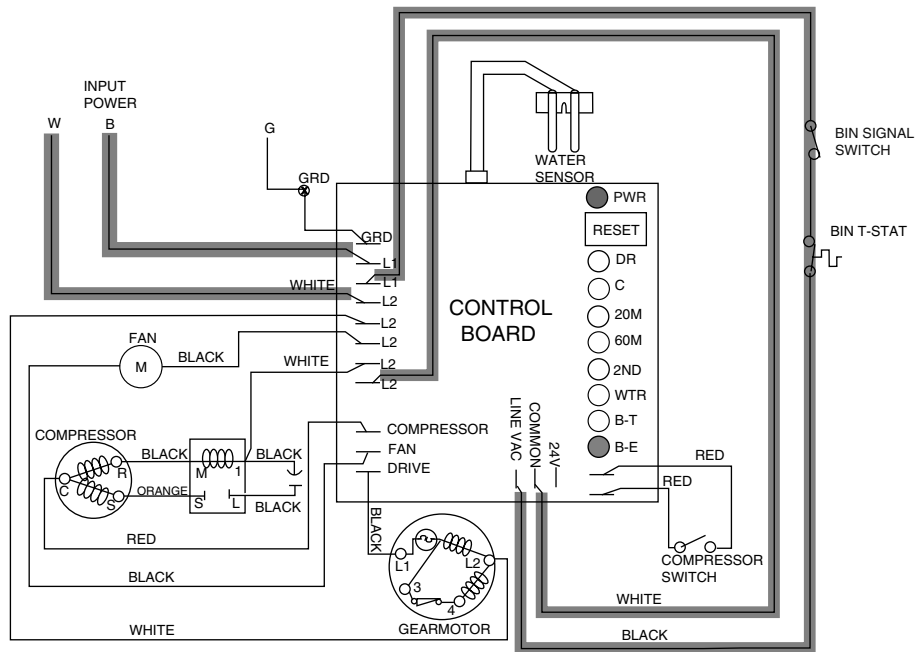 INPUT
POWER
W
B
G
GRD
WATER
SENSOR
BIN SIGNAL
SWITCH
BIN T-STAT
PWR
RESET
DR
C
20M
60M
2ND
WTR
B-T
B-E
GRD
L1
L1
WHITE
L2
L2
L2
L2
L2
CONTROL
BOARD
FAN
M
BLACK
WHITE
COMPRESSOR
FAN
DRIVE
LINE VAC
COMMON
24V
COMPRESSOR
C
R
S
BLACK
ORANGE
M
1
S
L
BLACK
BLACK
RED
BLACK
WHITE
BLACK
L1
L2
3
4
GEARMOTOR
RED
RED
COMPRESSOR
SWITCH
WHITE
BLACK